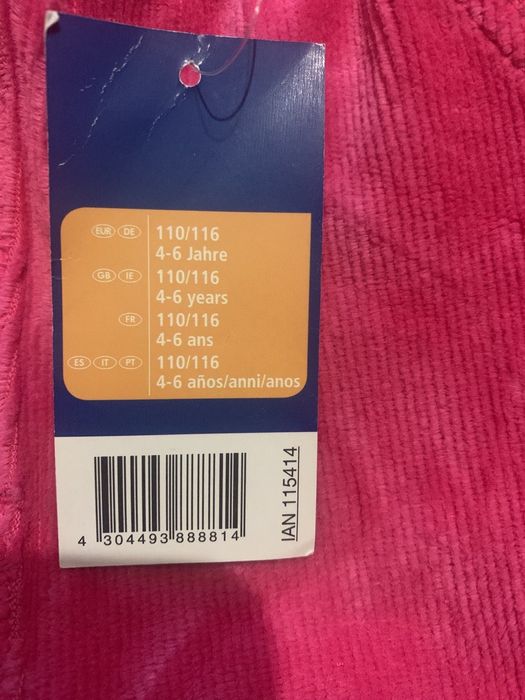 EUR DE 110/116
4-6 Jahre
GB IE 110/116
4-6 years
FR 110/116
4-6 ans
ES IT PT 110/116
4-6 años/anni/anos
4 304493 888814
IAN 115414